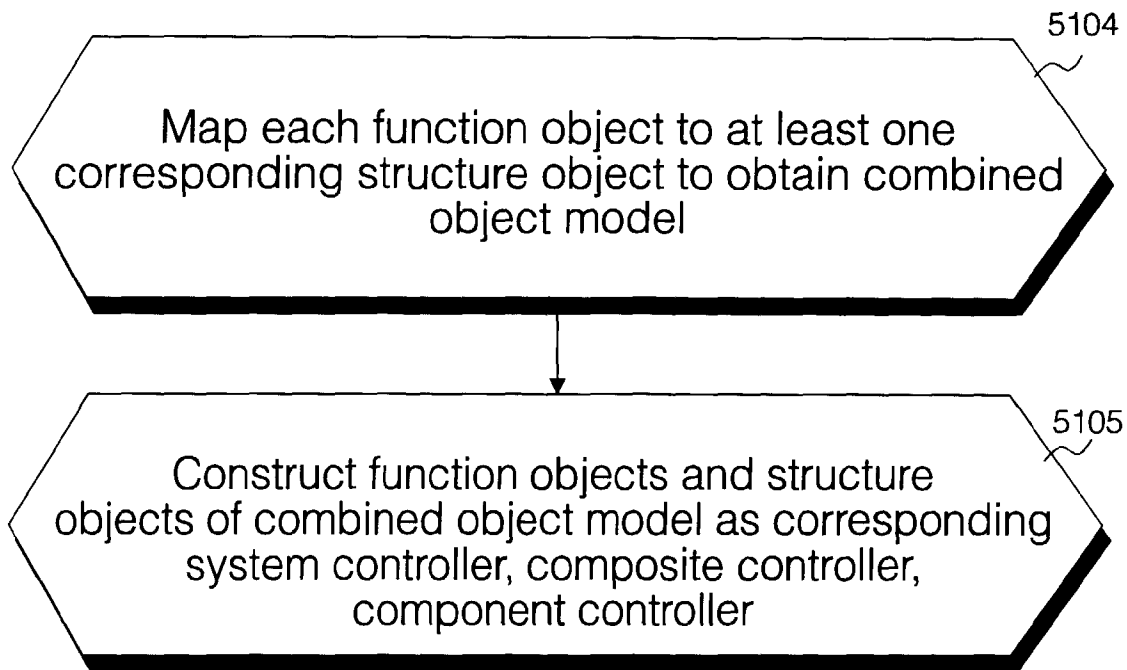 5104
Map each function object to at least one
corresponding structure object to obtain combined
object model
5105
Construct function objects and structure
objects of combined object model as corresponding
system controller, composite controller,
component controller